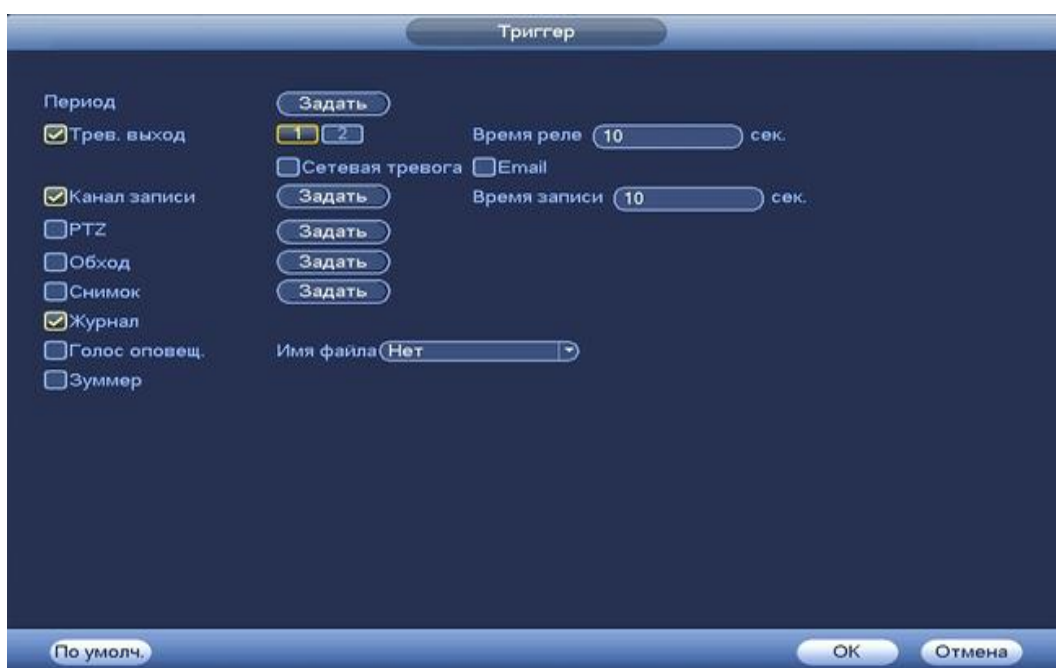 Триггер
Период Задать
Трев. выход 1 2 Время реле 10 сек.
Сетевая тревога Email
Канал записи Задать Время записи 10 сек.
PTZ Задать
Обход Задать
Снимок Задать
Журнал
Голос оповещ. Имя файла Нет
Зуммер
По умолч. OK Отмена